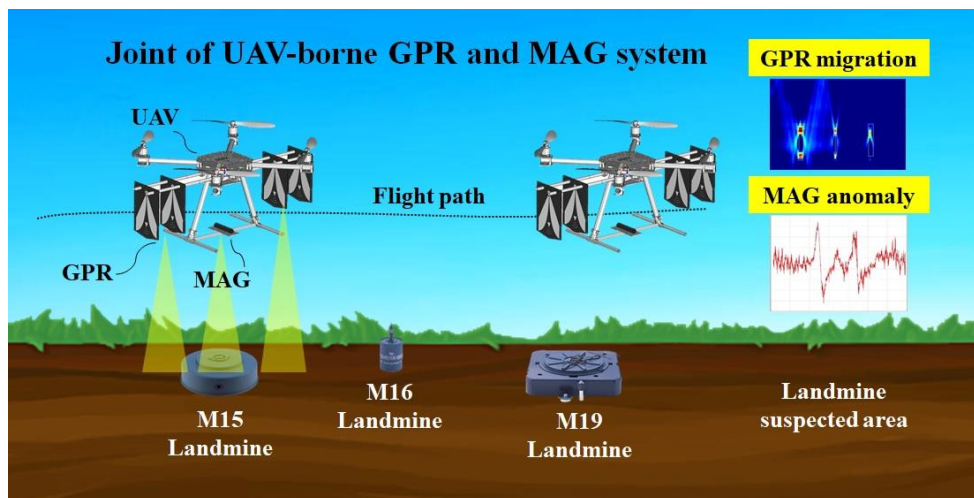 Joint of UAV-borne GPR and MAG system
GPR migration
UAV
MAG anomaly
Flight path
GPR
MAG
M15
Landmine
M16
Landmine
M19
Landmine
Landmine
suspected area